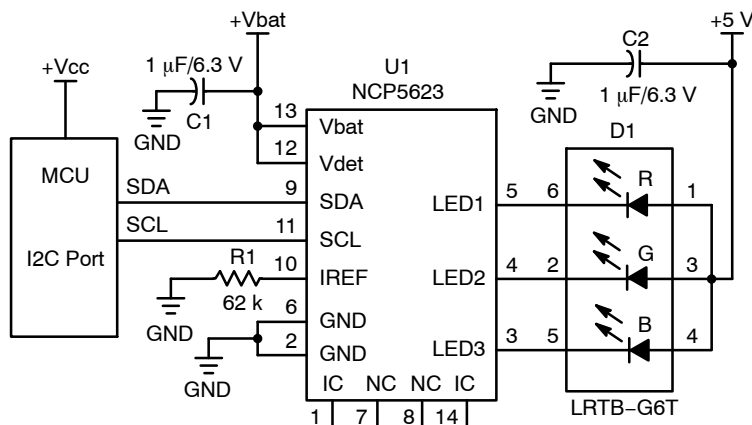 +Vbat
+5 V
U1
NCP5623
C2
1 μF/6.3 V
+Vcc
1 μF/6.3 V
C1
GND
GND
D1
MCU
I2C Port
SDA
SCL
13
Vbat
12
Vdet
9
SDA
11
SCL
R1
62 k
10
IREF
GND
6
GND
2
GND
GND
LED1
5
6
R
1
LED2
4
2
G
3
LED3
3
5
B
4
IC
NC
NC
IC
1
7
8
14
LRTB–G6T